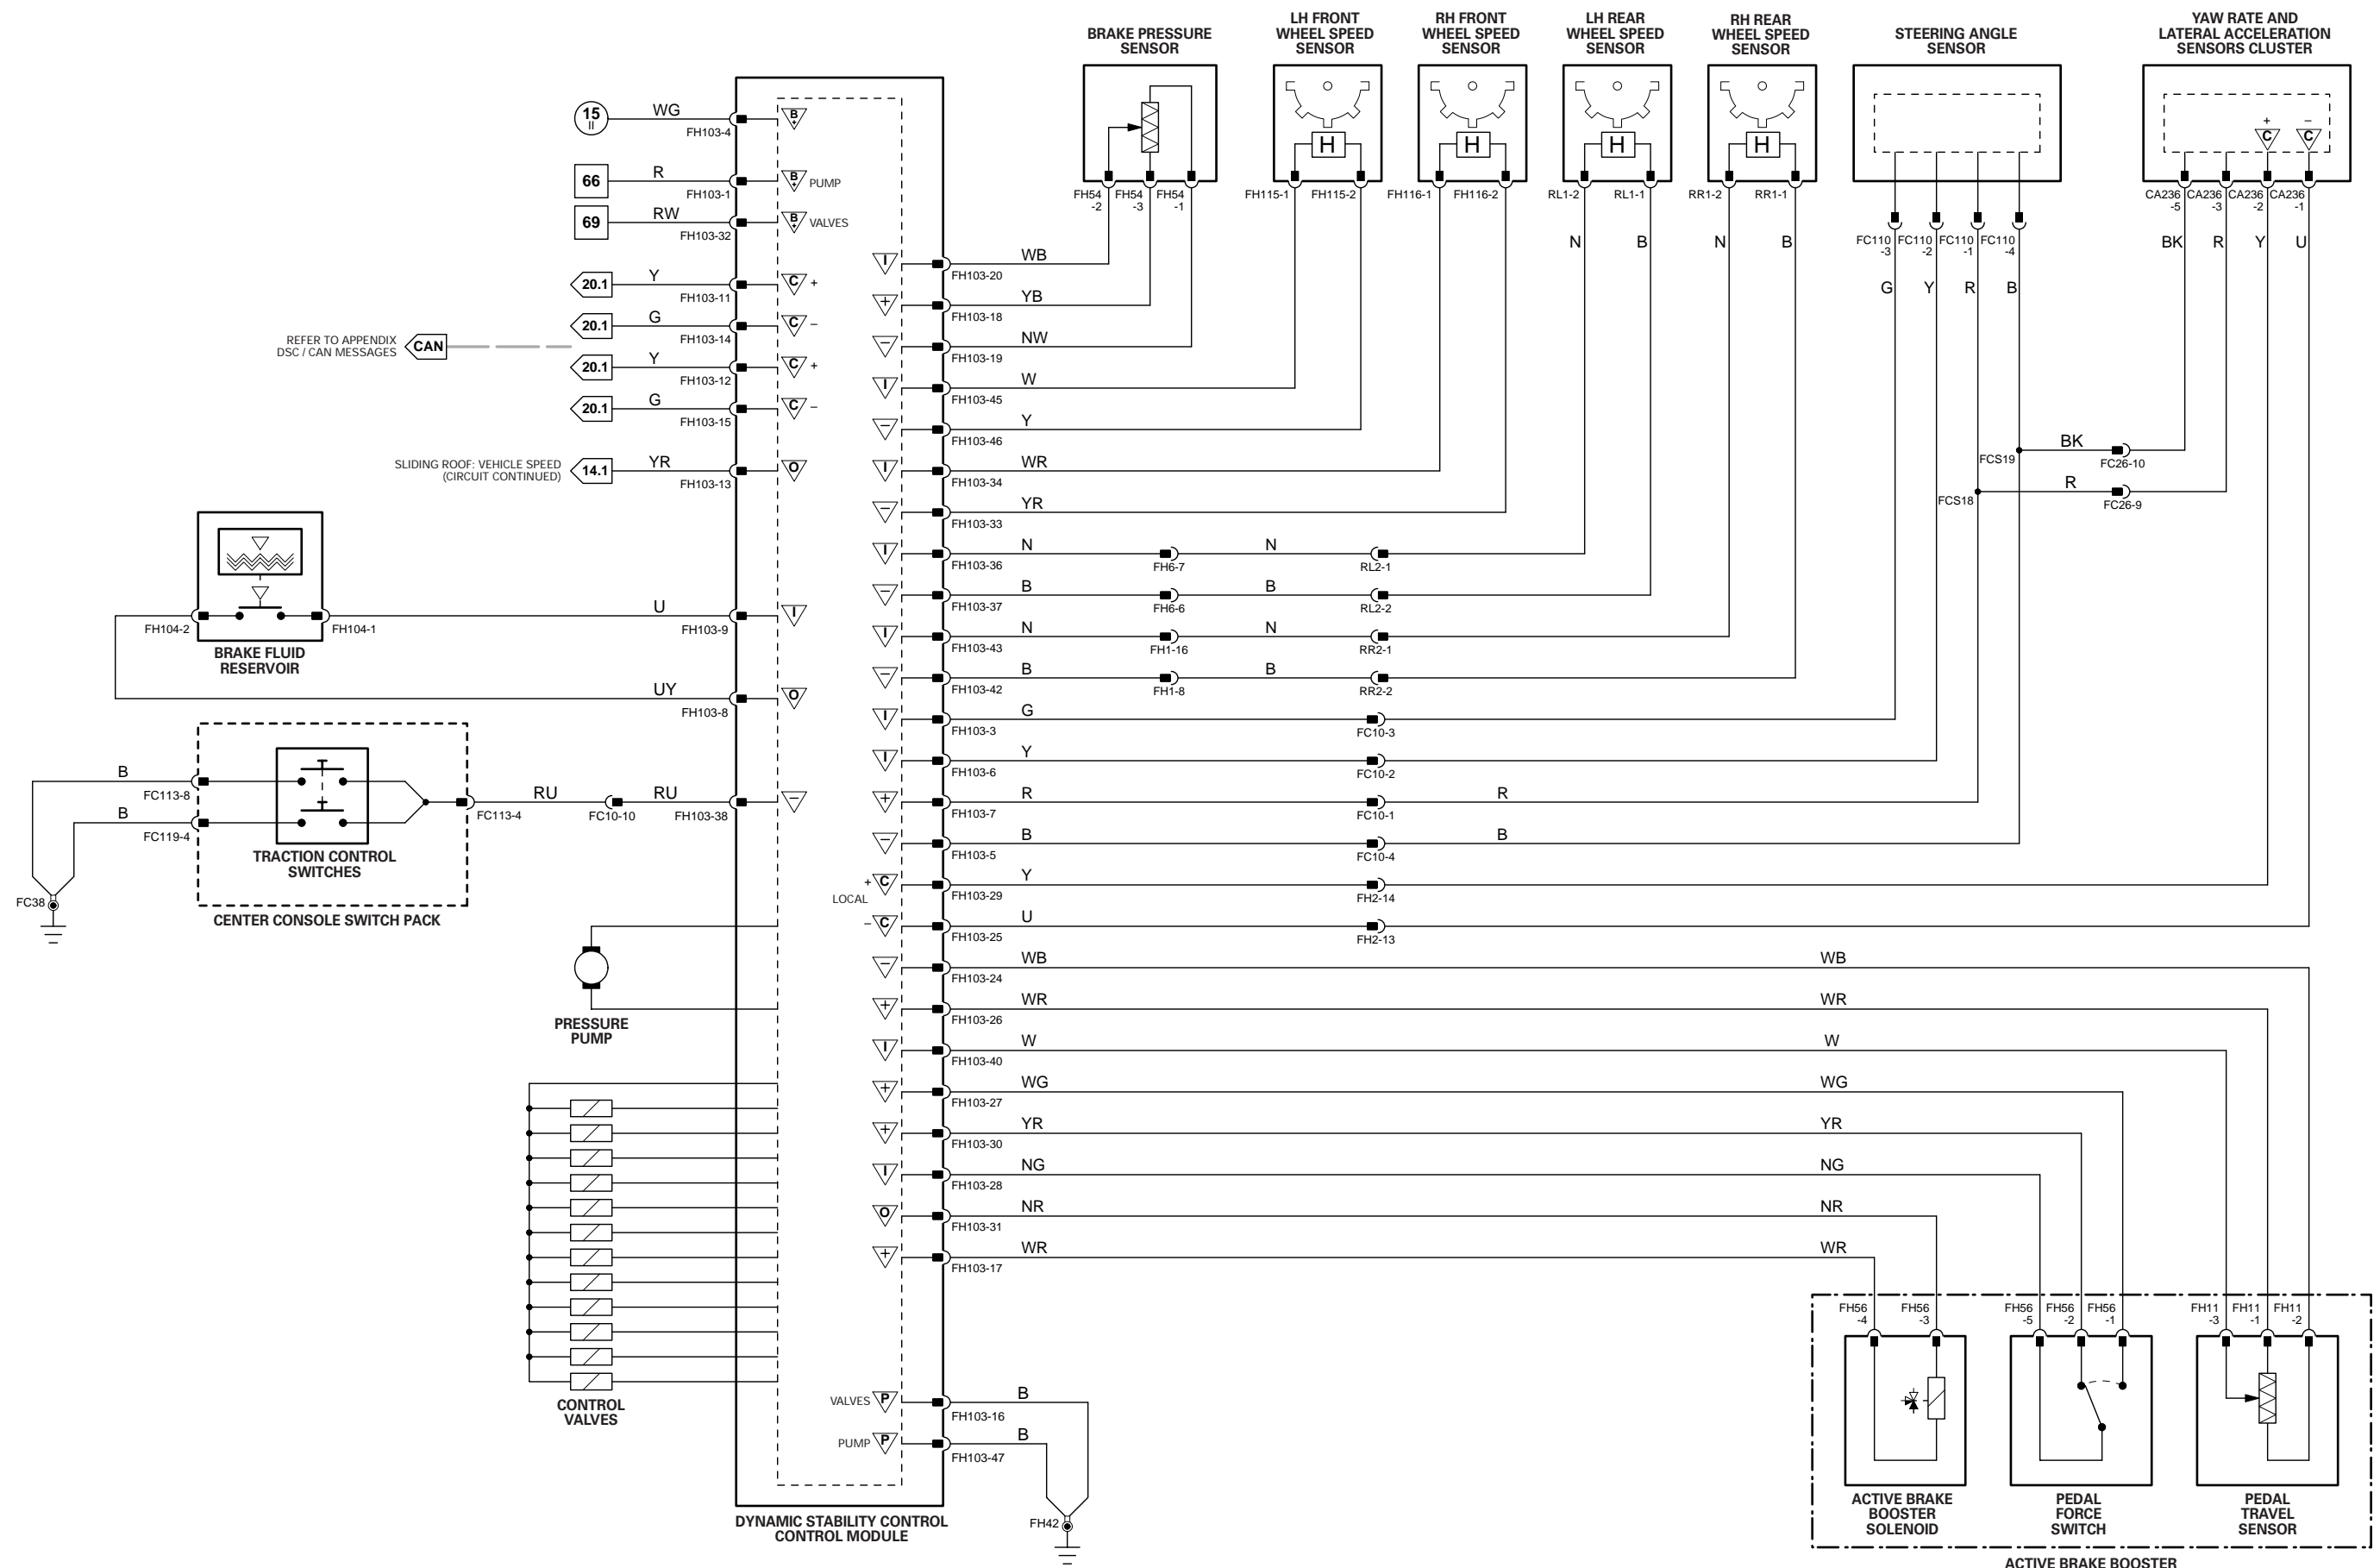 BRAKE PRESSURE
SENSOR
LH FRONT
WHEEL SPEED
SENSOR
RH FRONT
WHEEL SPEED
SENSOR
LH REAR
WHEEL SPEED
SENSOR
RH REAR
WHEEL SPEED
SENSOR
STEERING ANGLE
SENSOR
YAW RATE AND
LATERAL ACCELERATION
SENSORS CLUSTER
H
H
H
H
+
–
C
C
FH54
-2
FH54
-3
FH54
-1
FH115-1
FH115-2
FH116-1
FH116-2
RL1-2
RL1-1
RR1-2
RR1-1
CA236
-5
CA236
-3
CA236
-2
CA236
-1
FC110
-3
FC110
-2
FC110
-1
FC110
-4
N
B
N
B
BK
R
Y
U
G
Y
R
B
15
II
WG
FH103-4
B
+
66
R
FH103-1
B
+
PUMP
69
RW
FH103-32
B
+
VALVES
20.1
Y
FH103-11
C
+
20.1
G
FH103-14
C
–
REFER TO APPENDIX
DSC / CAN MESSAGES
CAN
20.1
Y
FH103-12
C
+
20.1
G
FH103-15
C
–
SLIDING ROOF: VEHICLE SPEED
(CIRCUIT CONTINUED)
14.1
YR
FH103-13
O
FH104-2
FH104-1
BRAKE FLUID
RESERVOIR
U
FH103-9
I
UY
FH103-8
O
B
FC113-8
B
FC119-4
FC38
TRACTION CONTROL
SWITCHES
CENTER CONSOLE SWITCH PACK
FC113-4
RU
FC10-10
RU
FH103-38
–
PRESSURE
PUMP
CONTROL
VALVES
I
FH103-20
WB
+
FH103-18
YB
–
FH103-19
NW
I
FH103-45
W
–
FH103-46
Y
I
FH103-34
WR
–
FH103-33
YR
I
FH103-36
N
FH6-7
N
RL2-1
–
FH103-37
B
FH6-6
B
RL2-2
I
FH103-43
N
FH1-16
N
RR2-1
–
FH103-42
B
FH1-8
B
RR2-2
I
FH103-3
G
FC10-3
I
FH103-6
Y
FC10-2
+
FH103-7
R
FC10-1
R
–
FH103-5
B
FC10-4
B
FCS19
BK
FC26-10
FCS18
R
FC26-9
+
C
FH103-29
Y
FH2-14
LOCAL
–
C
FH103-25
U
FH2-13
–
FH103-24
WB
WB
+
FH103-26
WR
WR
I
FH103-40
W
W
+
FH103-27
WG
WG
+
FH103-30
YR
YR
I
FH103-28
NG
NG
O
FH103-31
NR
NR
+
FH103-17
WR
WR
VALVES
P
FH103-16
B
PUMP
P
FH103-47
B
FH42
DYNAMIC STABILITY CONTROL
CONTROL MODULE
FH56
-4
FH56
-3
FH56
-5
FH56
-2
FH56
-1
FH11
-3
FH11
-1
FH11
-2
ACTIVE BRAKE
BOOSTER
SOLENOID
PEDAL
FORCE
SWITCH
PEDAL
TRAVEL
SENSOR
ACTIVE BRAKE BOOSTER